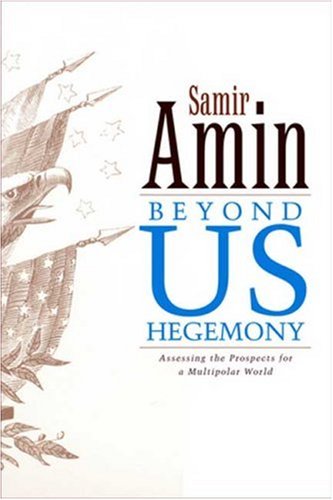 Samir
Amin
BEYOND
US
HEGEMONY
Assessing the Prospects for
a Multipolar World